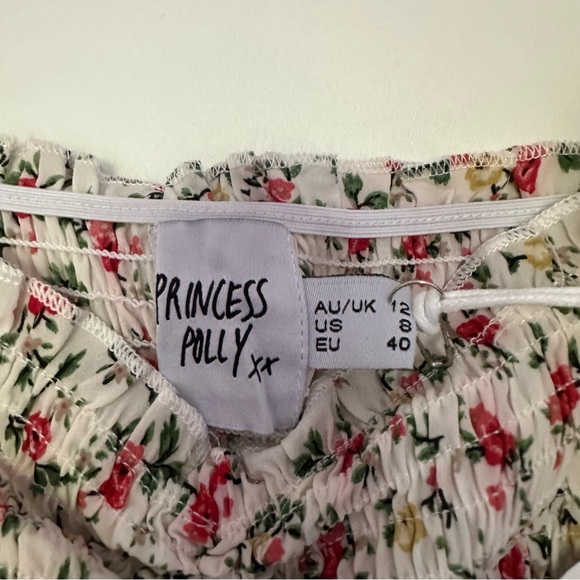 PRINCESS
POLLY xx
AU/UK 12
US 8
EU 40